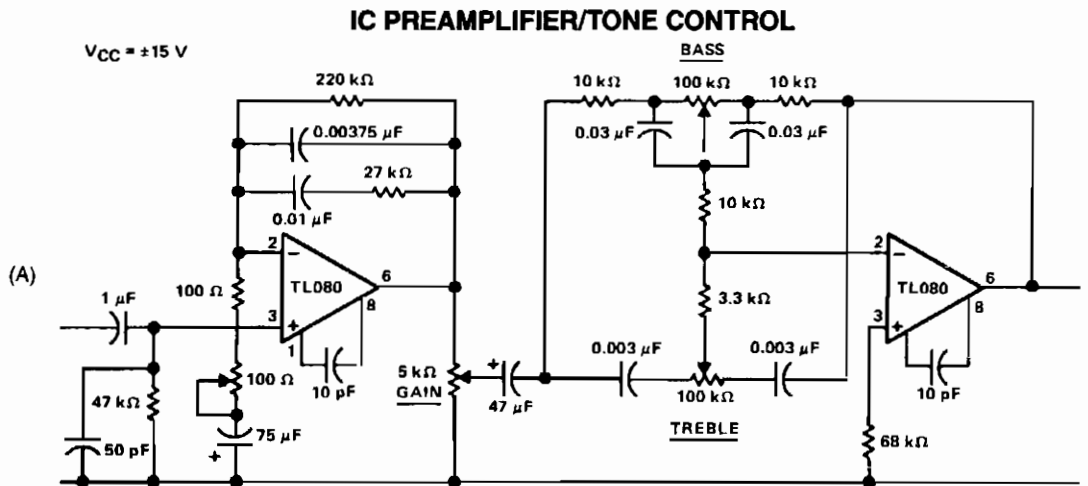 IC PREAMPLIFIER/TONE CONTROL
VCC = ±15 V
BASS
220 kΩ
10 kΩ
100 kΩ
10 kΩ
0.00375 µF
0.03 µF
0.03 µF
27 kΩ
0.01 µF
10 kΩ
(A)
2
−
TL080
6
8
3
+
1
10 pF
100 Ω
1 µF
2
−
TL080
6
8
3
+
10 pF
3.3 kΩ
0.003 µF
0.003 µF
100 Ω
5 kΩ
GAIN
+
47 µF
100 kΩ
TREBLE
47 kΩ
50 pF
75 µF
+
68 kΩ